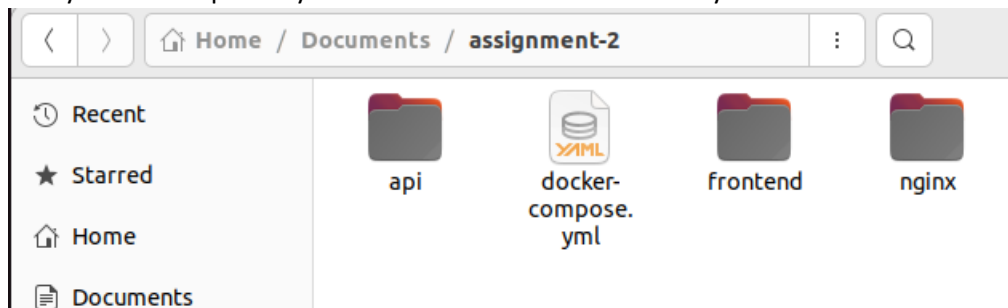 Home / Documents / assignment-2
Recent
Starred
Home
Documents
api
docker-
compose.
yml
YAML
frontend
nginx